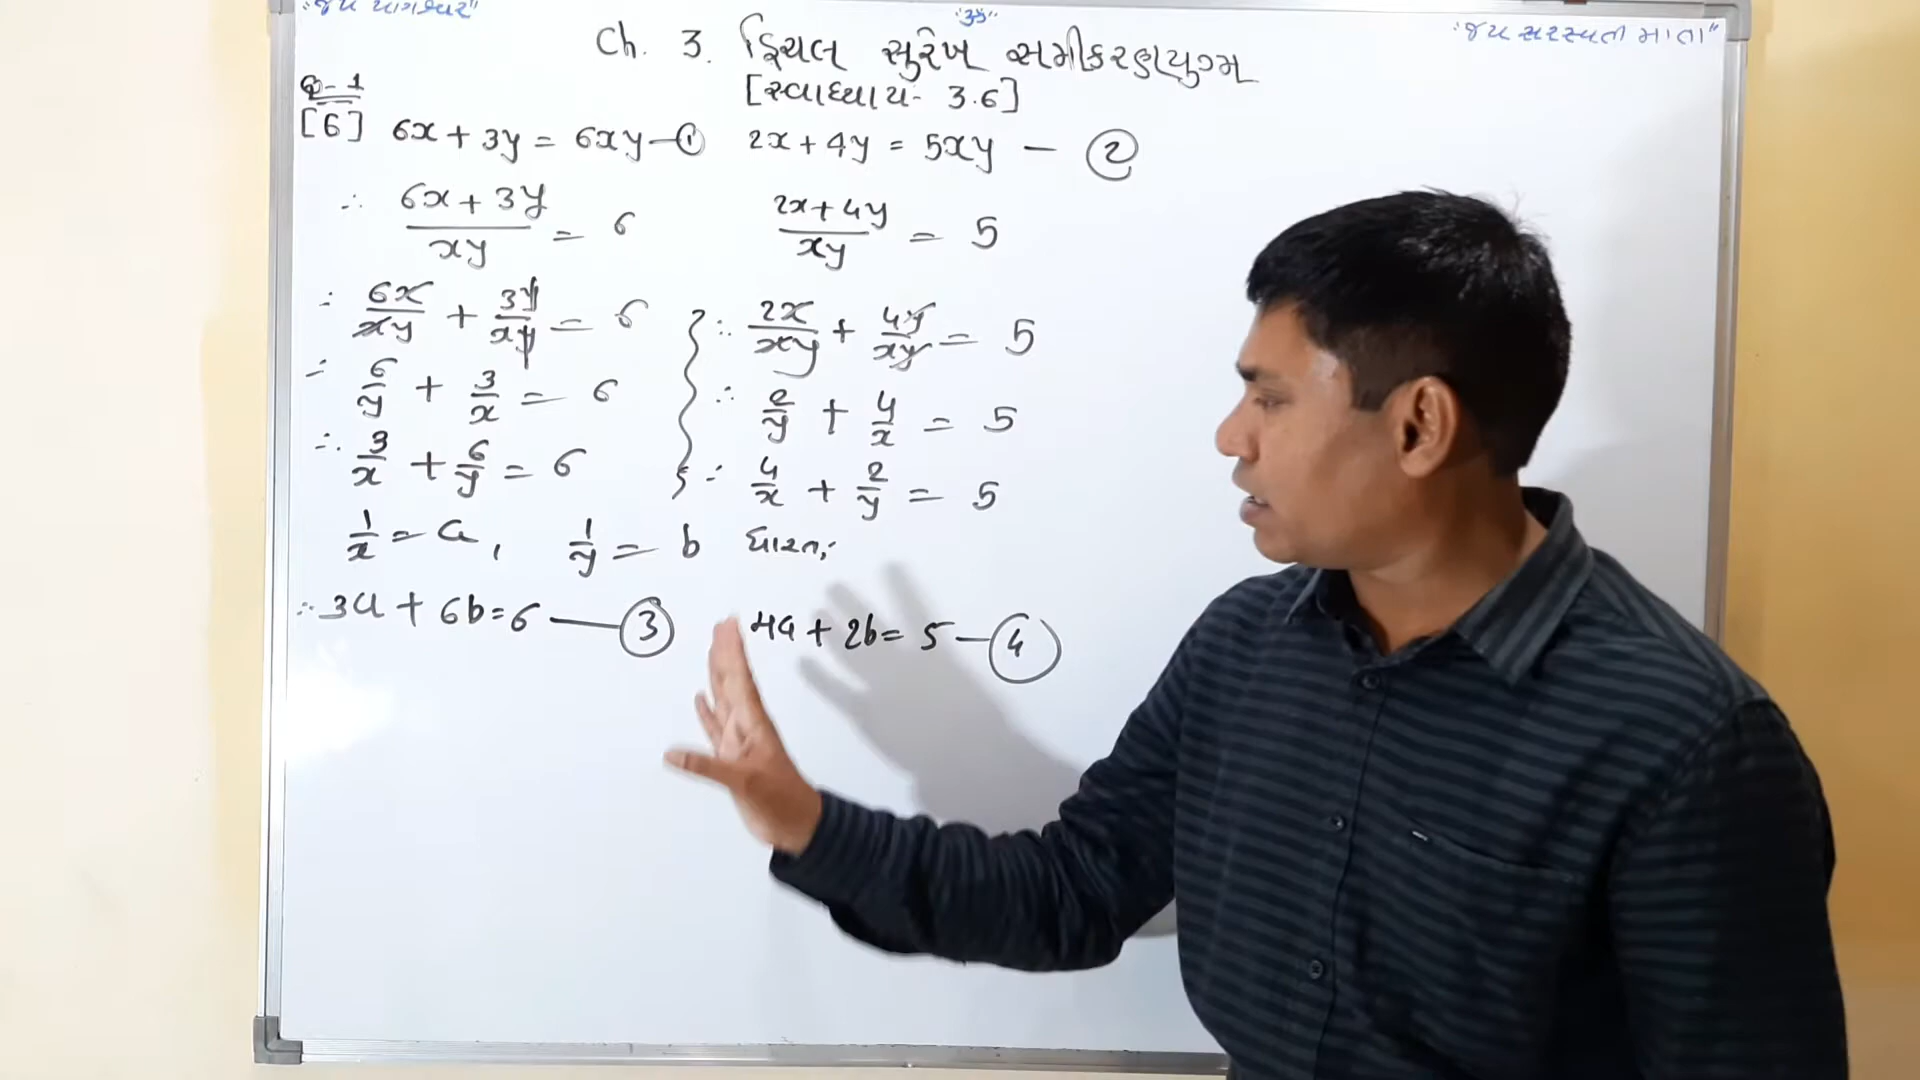 "જય યાગેશ્વર"
"ૐ"
"જય સરસ્વતી માતા"
Ch. 3. દ્વિચલ સુરેખ સમીકરણયુગ્મ
[સ્વાધ્યાય- 3.6]
Q-1
[6] 6x + 3y = 6xy — ① 2x + 4y = 5xy — ②
∴ (6x + 3y)/(xy) = 6 (2x + 4y)/(xy) = 5
∴ 6x/xy + 3y/xy = 6 ∴ 2x/xy + 4y/xy = 5
∴ 6/y + 3/x = 6 ∴ 2/y + 4/x = 5
∴ 3/x + 6/y = 6 ∴ 4/x + 2/y = 5
1/x = a, 1/y = b ધારતા,
∴ 3a + 6b = 6 — ③ 4a + 2b = 5 — ④